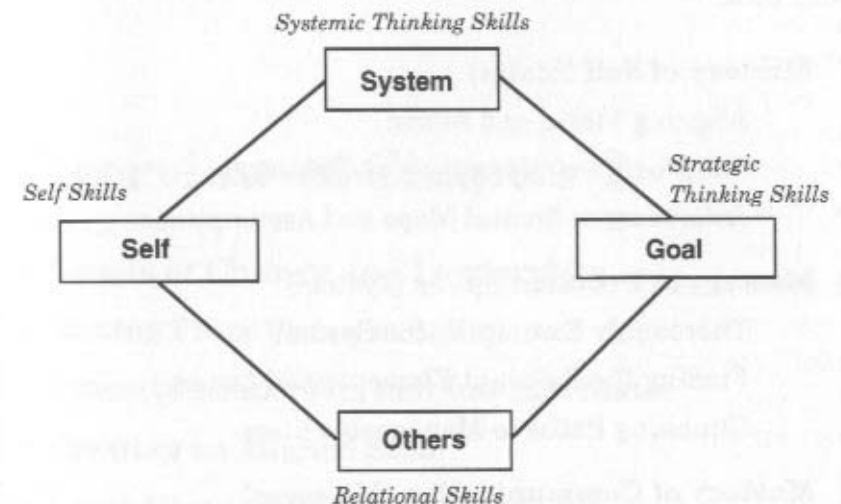 Systemic Thinking Skills
System
Strategic
Thinking Skills
Self Skills
Self
Goal
Others
Relational Skills